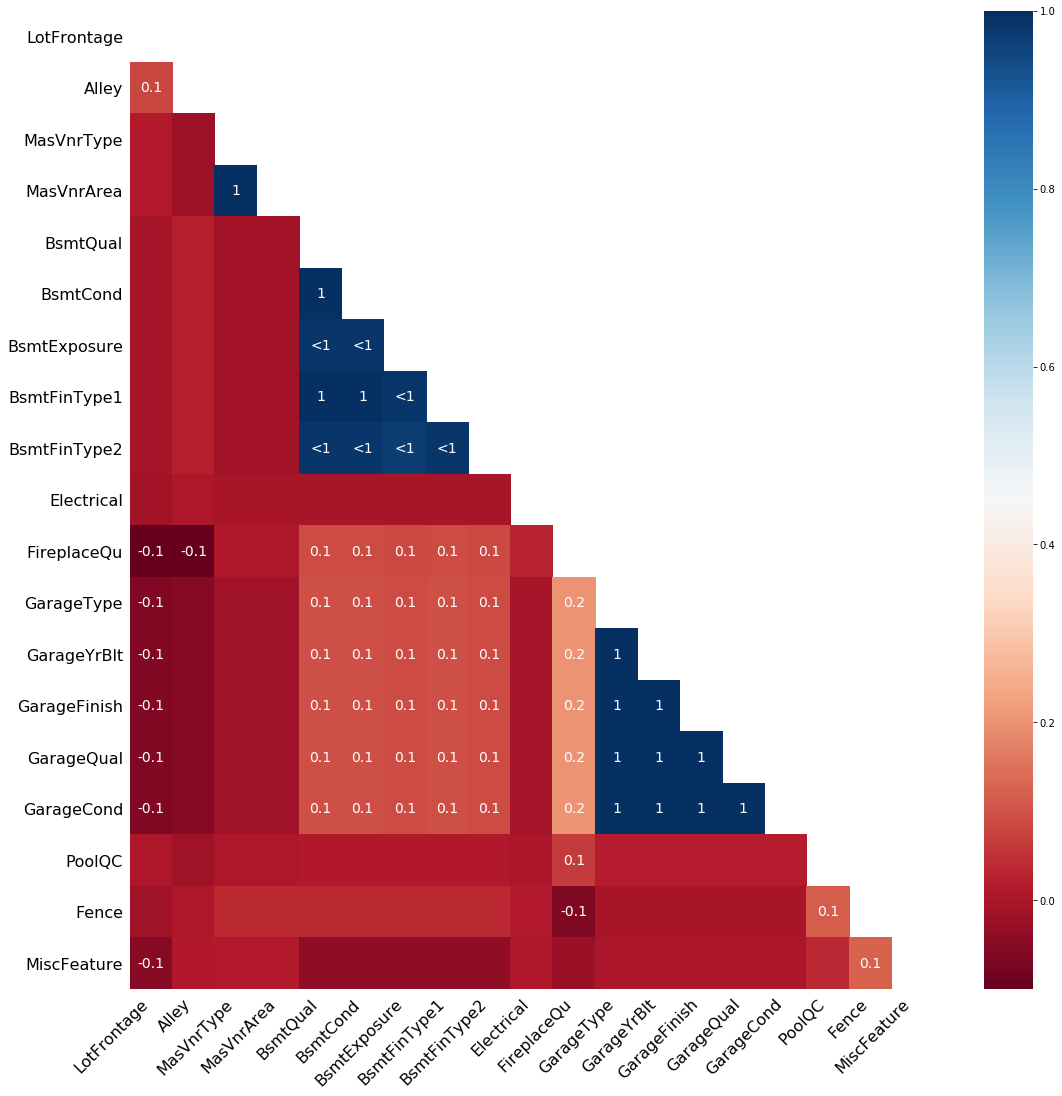 LotFrontage
1.0
Alley 0.1
MasVnrType
MasVnrArea 1
0.8
BsmtQual
BsmtCond 1
BsmtExposure <1 <1
0.6
BsmtFinType1 1 1 <1
BsmtFinType2 <1 <1 <1 <1
Electrical
FireplaceQu -0.1 -0.1 0.1 0.1 0.1 0.1 0.1
0.4
GarageType -0.1 0.1 0.1 0.1 0.1 0.1 0.2
GarageYrBlt -0.1 0.1 0.1 0.1 0.1 0.1 0.2 1
GarageFinish -0.1 0.1 0.1 0.1 0.1 0.1 0.2 1 1
0.2
GarageQual -0.1 0.1 0.1 0.1 0.1 0.1 0.2 1 1 1
GarageCond -0.1 0.1 0.1 0.1 0.1 0.1 0.2 1 1 1 1
PoolQC 0.1
0.0
Fence -0.1 0.1
MiscFeature -0.1 0.1
LotFrontage
Alley
MasVnrType
MasVnrArea
BsmtQual
BsmtCond
BsmtExposure
BsmtFinType1
BsmtFinType2
Electrical
FireplaceQu
GarageType
GarageYrBlt
GarageFinish
GarageQual
GarageCond
PoolQC
Fence
MiscFeature